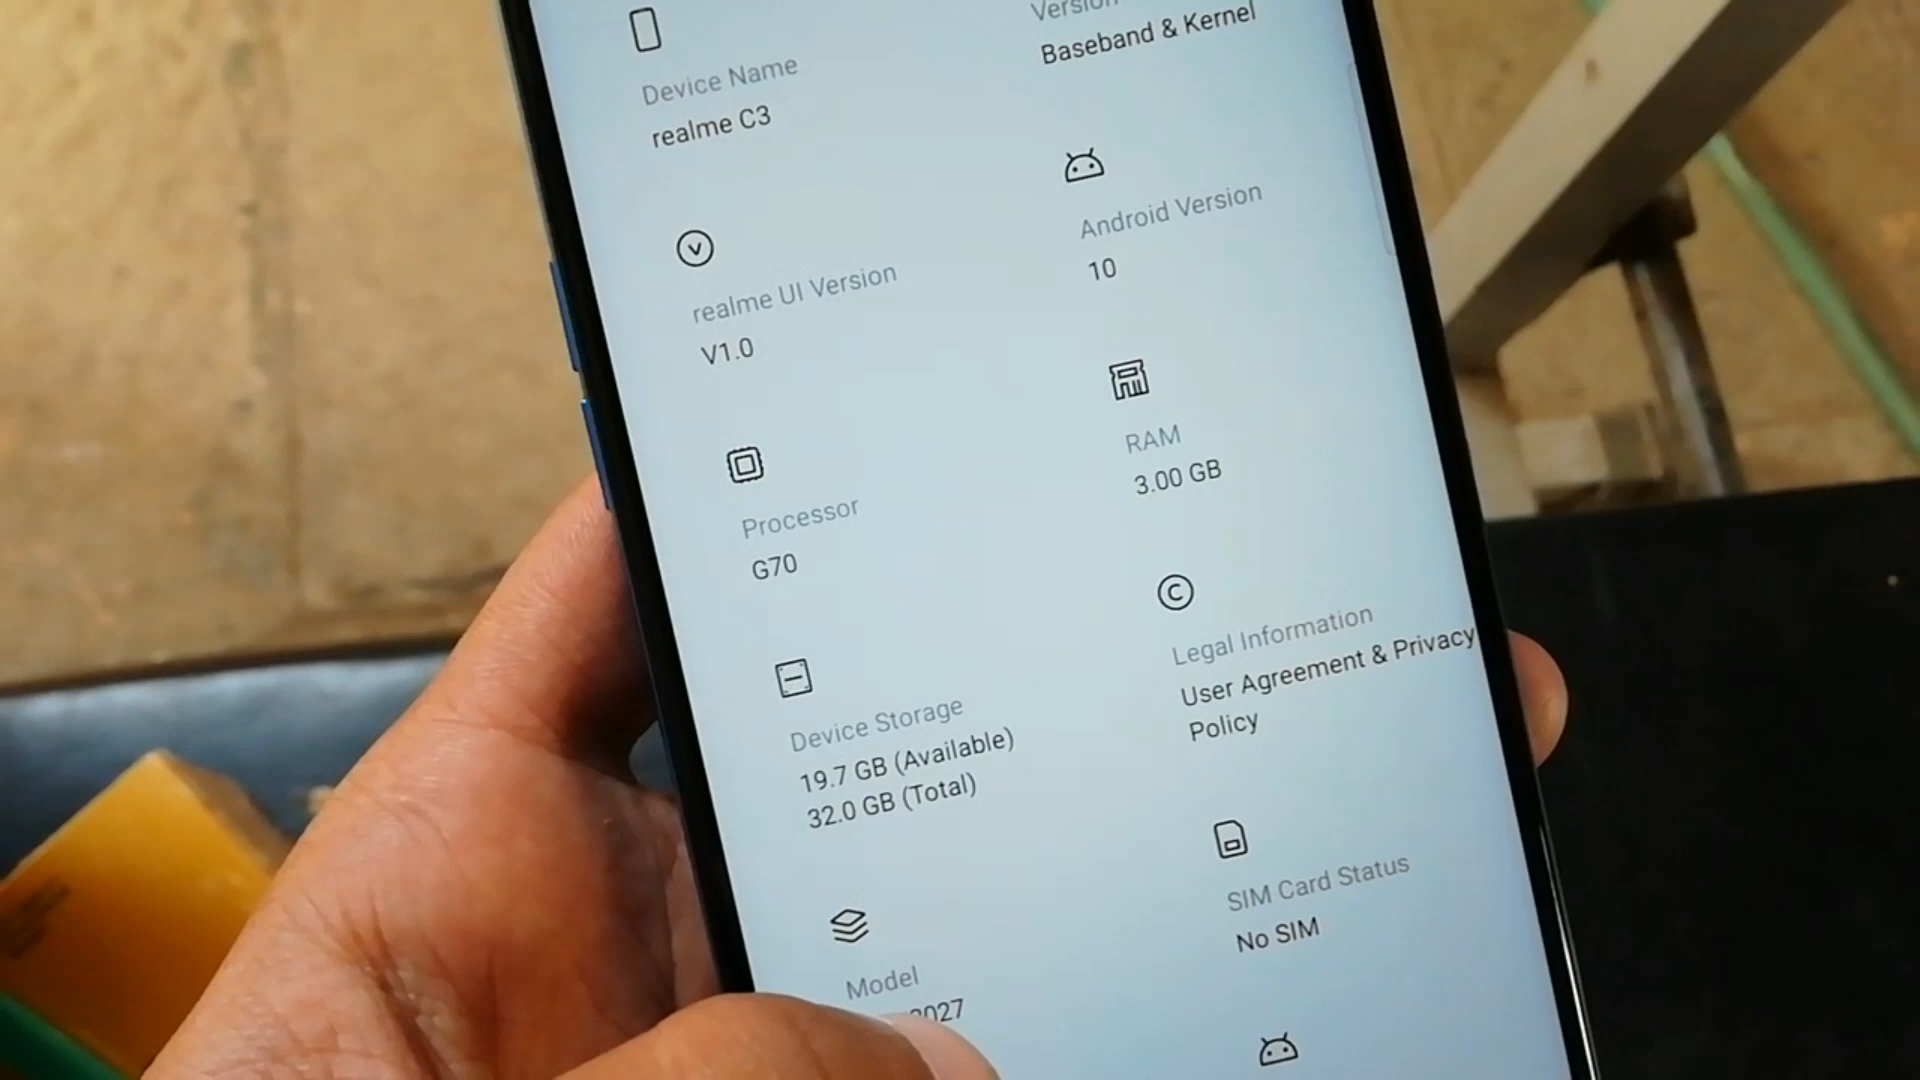 Device Name
realme C3
realme UI Version
V1.0
Processor
G70
Device Storage
19.7 GB (Available)
32.0 GB (Total)
Model
Version
Baseband & Kernel
Android Version
10
RAM
3.00 GB
Legal Information
User Agreement & Privacy
Policy
SIM Card Status
No SIM